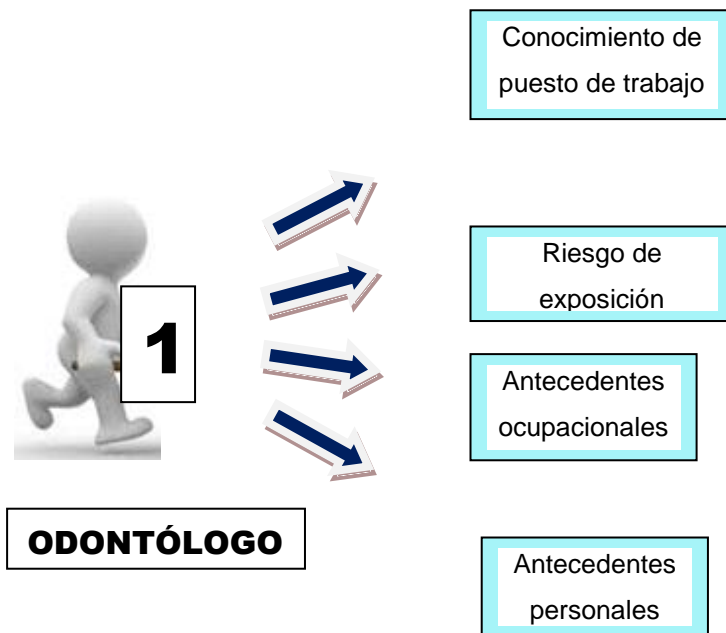 Conocimiento de
puesto de trabajo
Riesgo de
exposición
1
Antecedentes
ocupacionales
ODONTÓLOGO
Antecedentes
personales